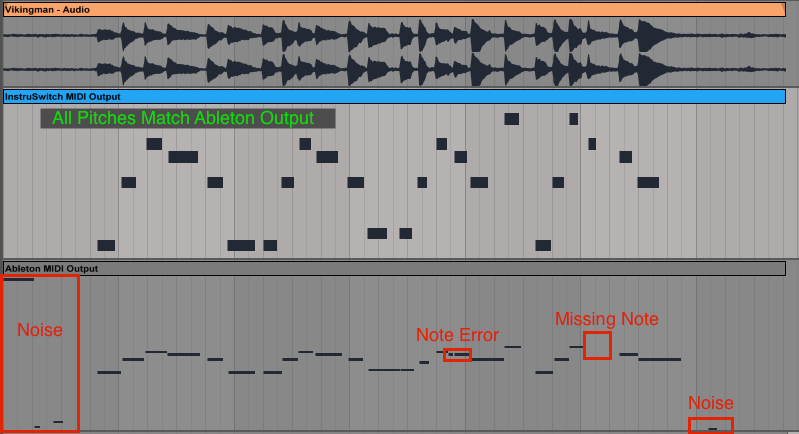 Vikingman - Audio
InstruSwitch MIDI Output
All Pitches Match Ableton Output
Ableton MIDI Output
Noise
Note Error
Missing Note
Noise